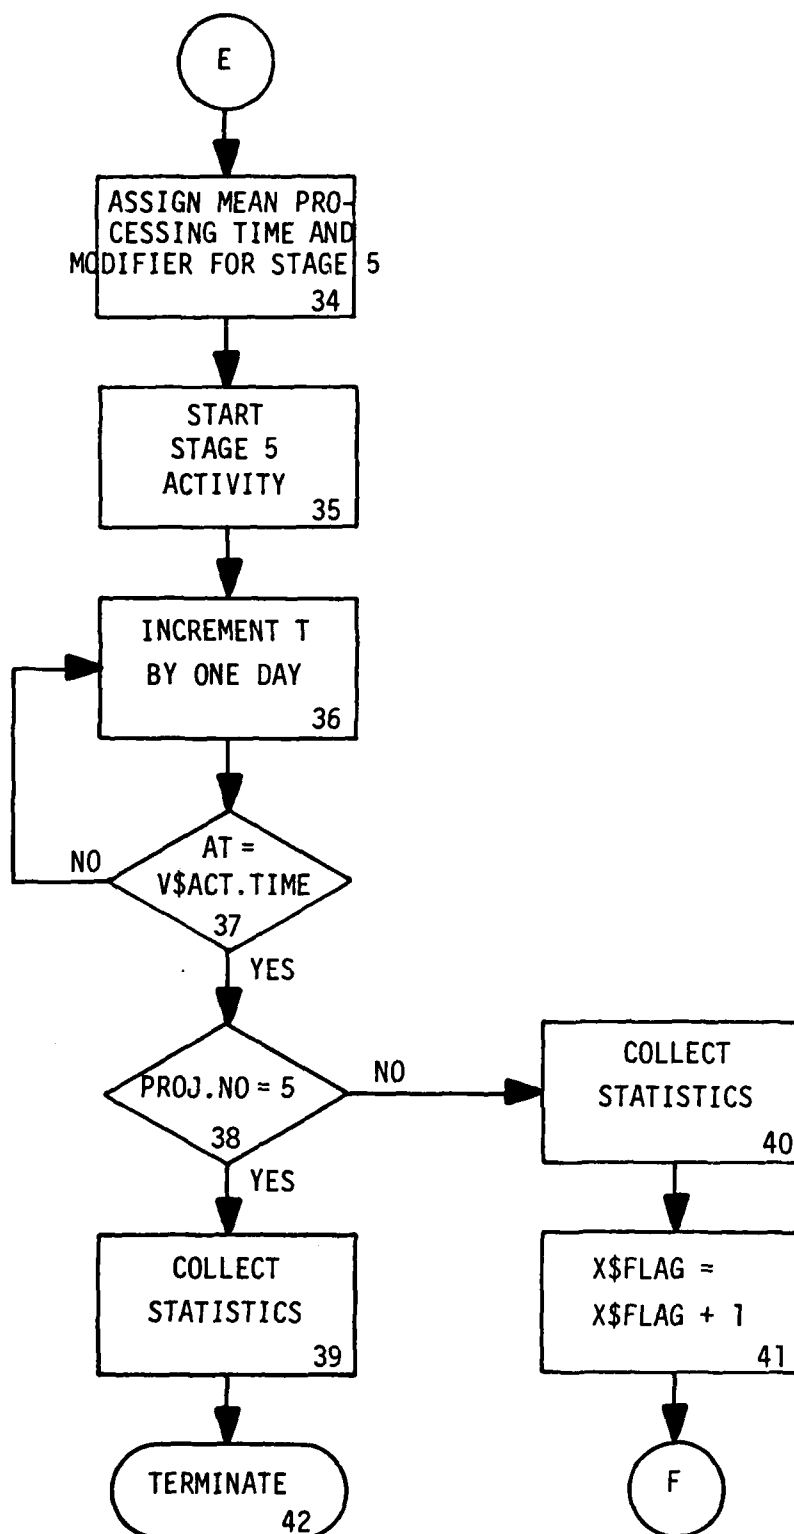 E
ASSIGN MEAN PRO-
CESSING TIME AND
MODIFIER FOR STAGE 5
34
START
STAGE 5
ACTIVITY
35
INCREMENT T
BY ONE DAY
36
AT =
V$ACT.TIME
37
NO
YES
PROJ.NO = 5
38
NO
YES
COLLECT
STATISTICS
39
TERMINATE
42
COLLECT
STATISTICS
40
X$FLAG =
X$FLAG + 1
41
F